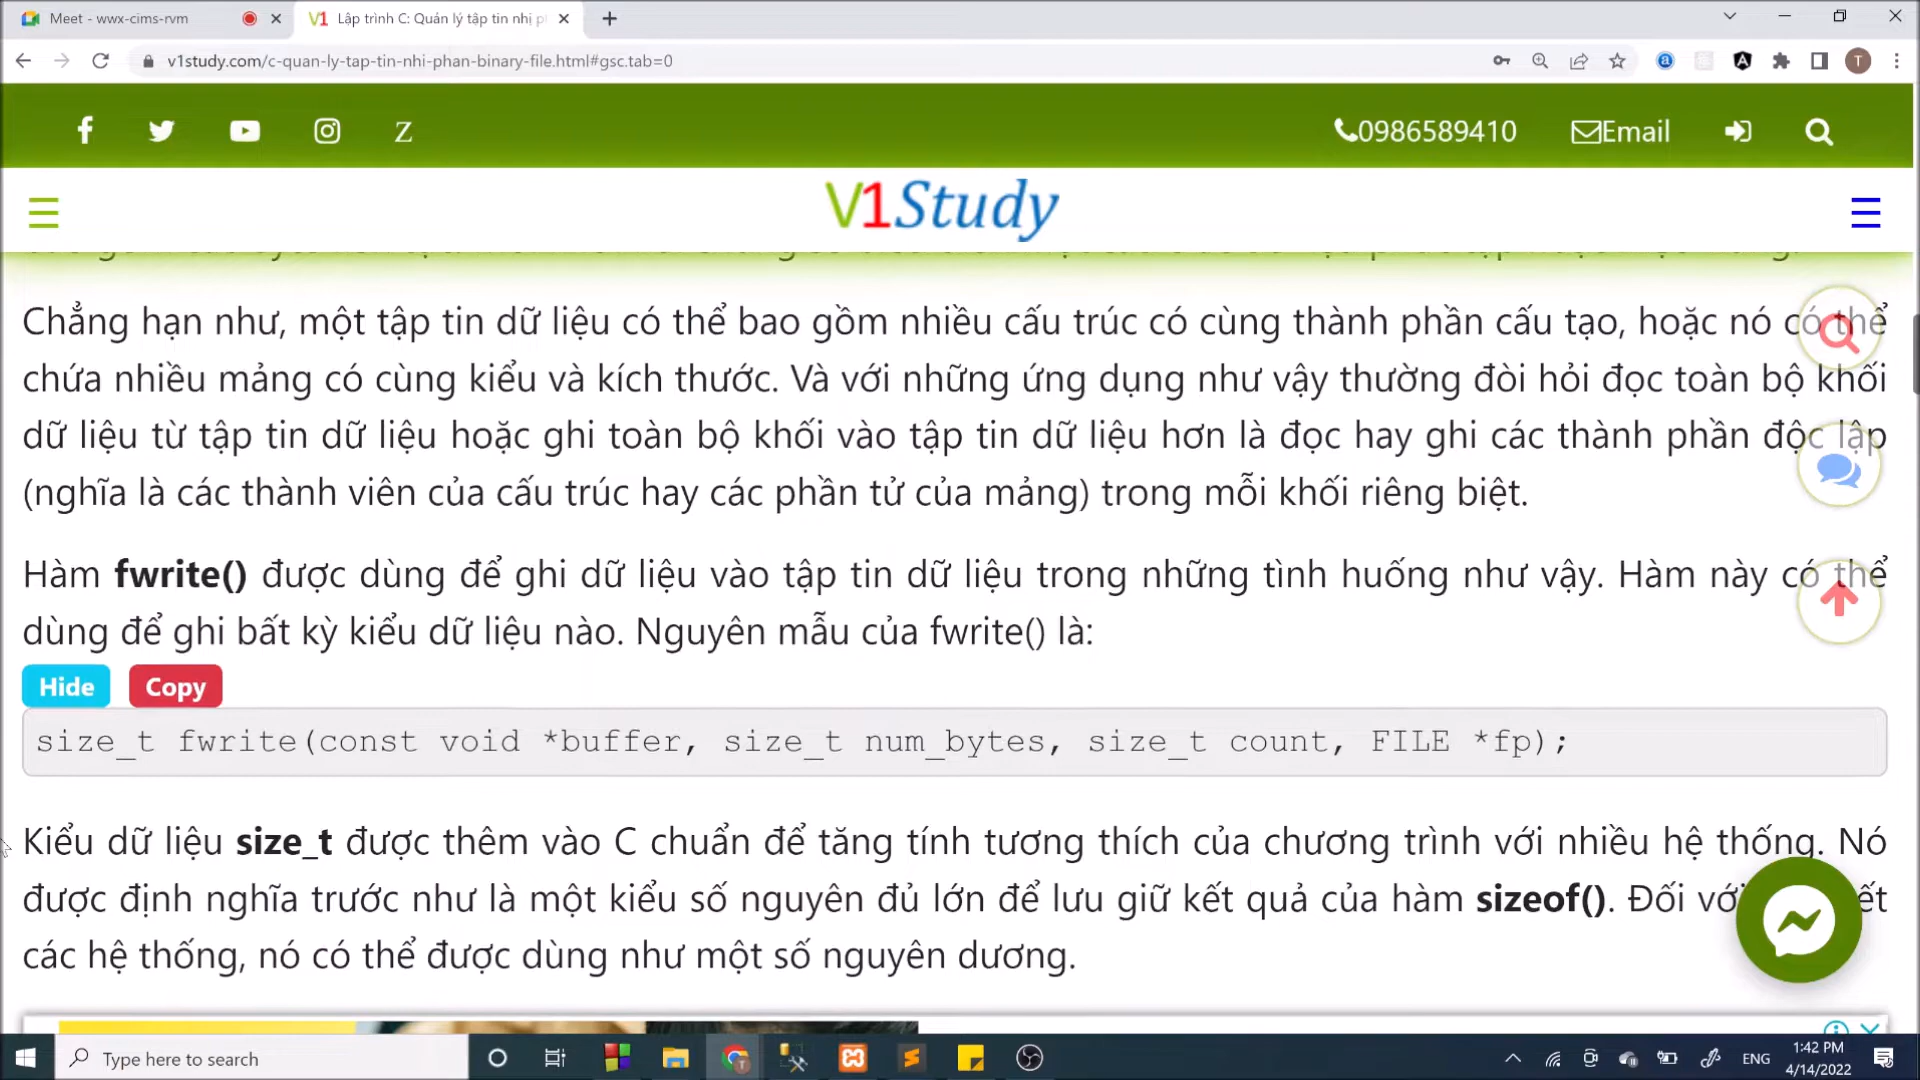 Meet - wwx-cims-rvm
V1 Lập trình C: Quản lý tập tin nhị p
v1study.com/c-quan-ly-tap-tin-nhi-phan-binary-file.html#gsc.tab=0
T
Z
0986589410
Email
V1Study
Chẳng hạn như, một tập tin dữ liệu có thể bao gồm nhiều cấu trúc có cùng thành phần cấu tạo, hoặc nó có thể
chứa nhiều mảng có cùng kiểu và kích thước. Và với những ứng dụng như vậy thường đòi hỏi đọc toàn bộ khối
dữ liệu từ tập tin dữ liệu hoặc ghi toàn bộ khối vào tập tin dữ liệu hơn là đọc hay ghi các thành phần độc lập
(nghĩa là các thành viên của cấu trúc hay các phần tử của mảng) trong mỗi khối riêng biệt.
Hàm fwrite() được dùng để ghi dữ liệu vào tập tin dữ liệu trong những tình huống như vậy. Hàm này có thể
dùng để ghi bất kỳ kiểu dữ liệu nào. Nguyên mẫu của fwrite() là:
Hide
Copy
size_t fwrite(const void *buffer, size_t num_bytes, size_t count, FILE *fp);
Kiểu dữ liệu size_t được thêm vào C chuẩn để tăng tính tương thích của chương trình với nhiều hệ thống. Nó
được định nghĩa trước như là một kiểu số nguyên đủ lớn để lưu giữ kết quả của hàm sizeof(). Đối với
các hệ thống, nó có thể được dùng như một số nguyên dương.
Type here to search
ENG
1:42 PM
4/14/2022